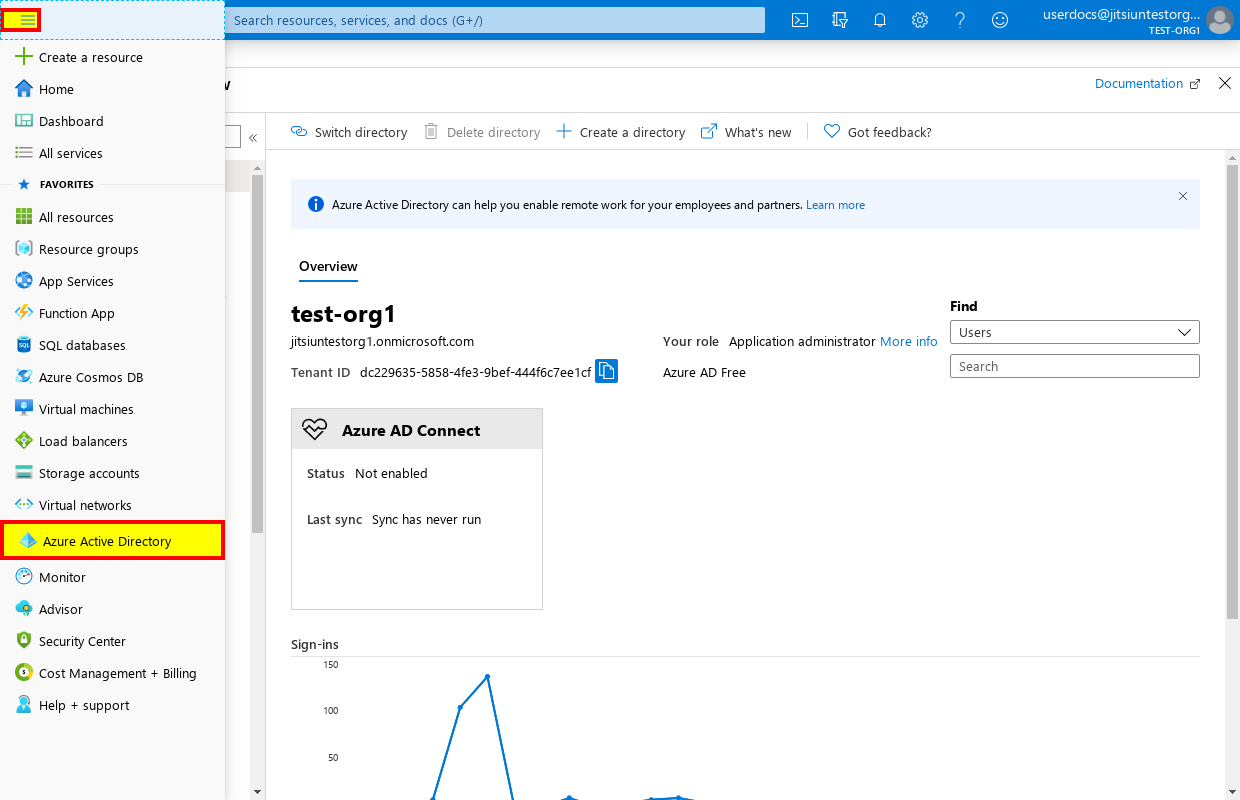 Search resources, services, and docs (G+/)
userdocs@jitsiuntestorg...
TEST-ORG1
Create a resource
Home
Dashboard
All services
FAVORITES
All resources
Resource groups
App Services
Function App
SQL databases
Azure Cosmos DB
Virtual machines
Load balancers
Storage accounts
Virtual networks
Azure Active Directory
Monitor
Advisor
Security Center
Cost Management + Billing
Help + support
Documentation
Switch directory
Delete directory
Create a directory
What's new
Got feedback?
Azure Active Directory can help you enable remote work for your employees and partners. Learn more
Overview
test-org1
jitsiuntestorg1.onmicrosoft.com
Tenant ID dc229635-5858-4fe3-9bef-444f6c7ee1cf
Your role Application administrator More info
Azure AD Free
Find
Users
Search
Azure AD Connect
Status Not enabled
Last sync Sync has never run
Sign-ins
150
100
50